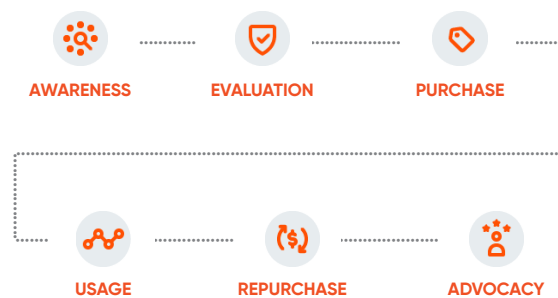 AWARENESS
EVALUATION
PURCHASE
USAGE
REPURCHASE
ADVOCACY